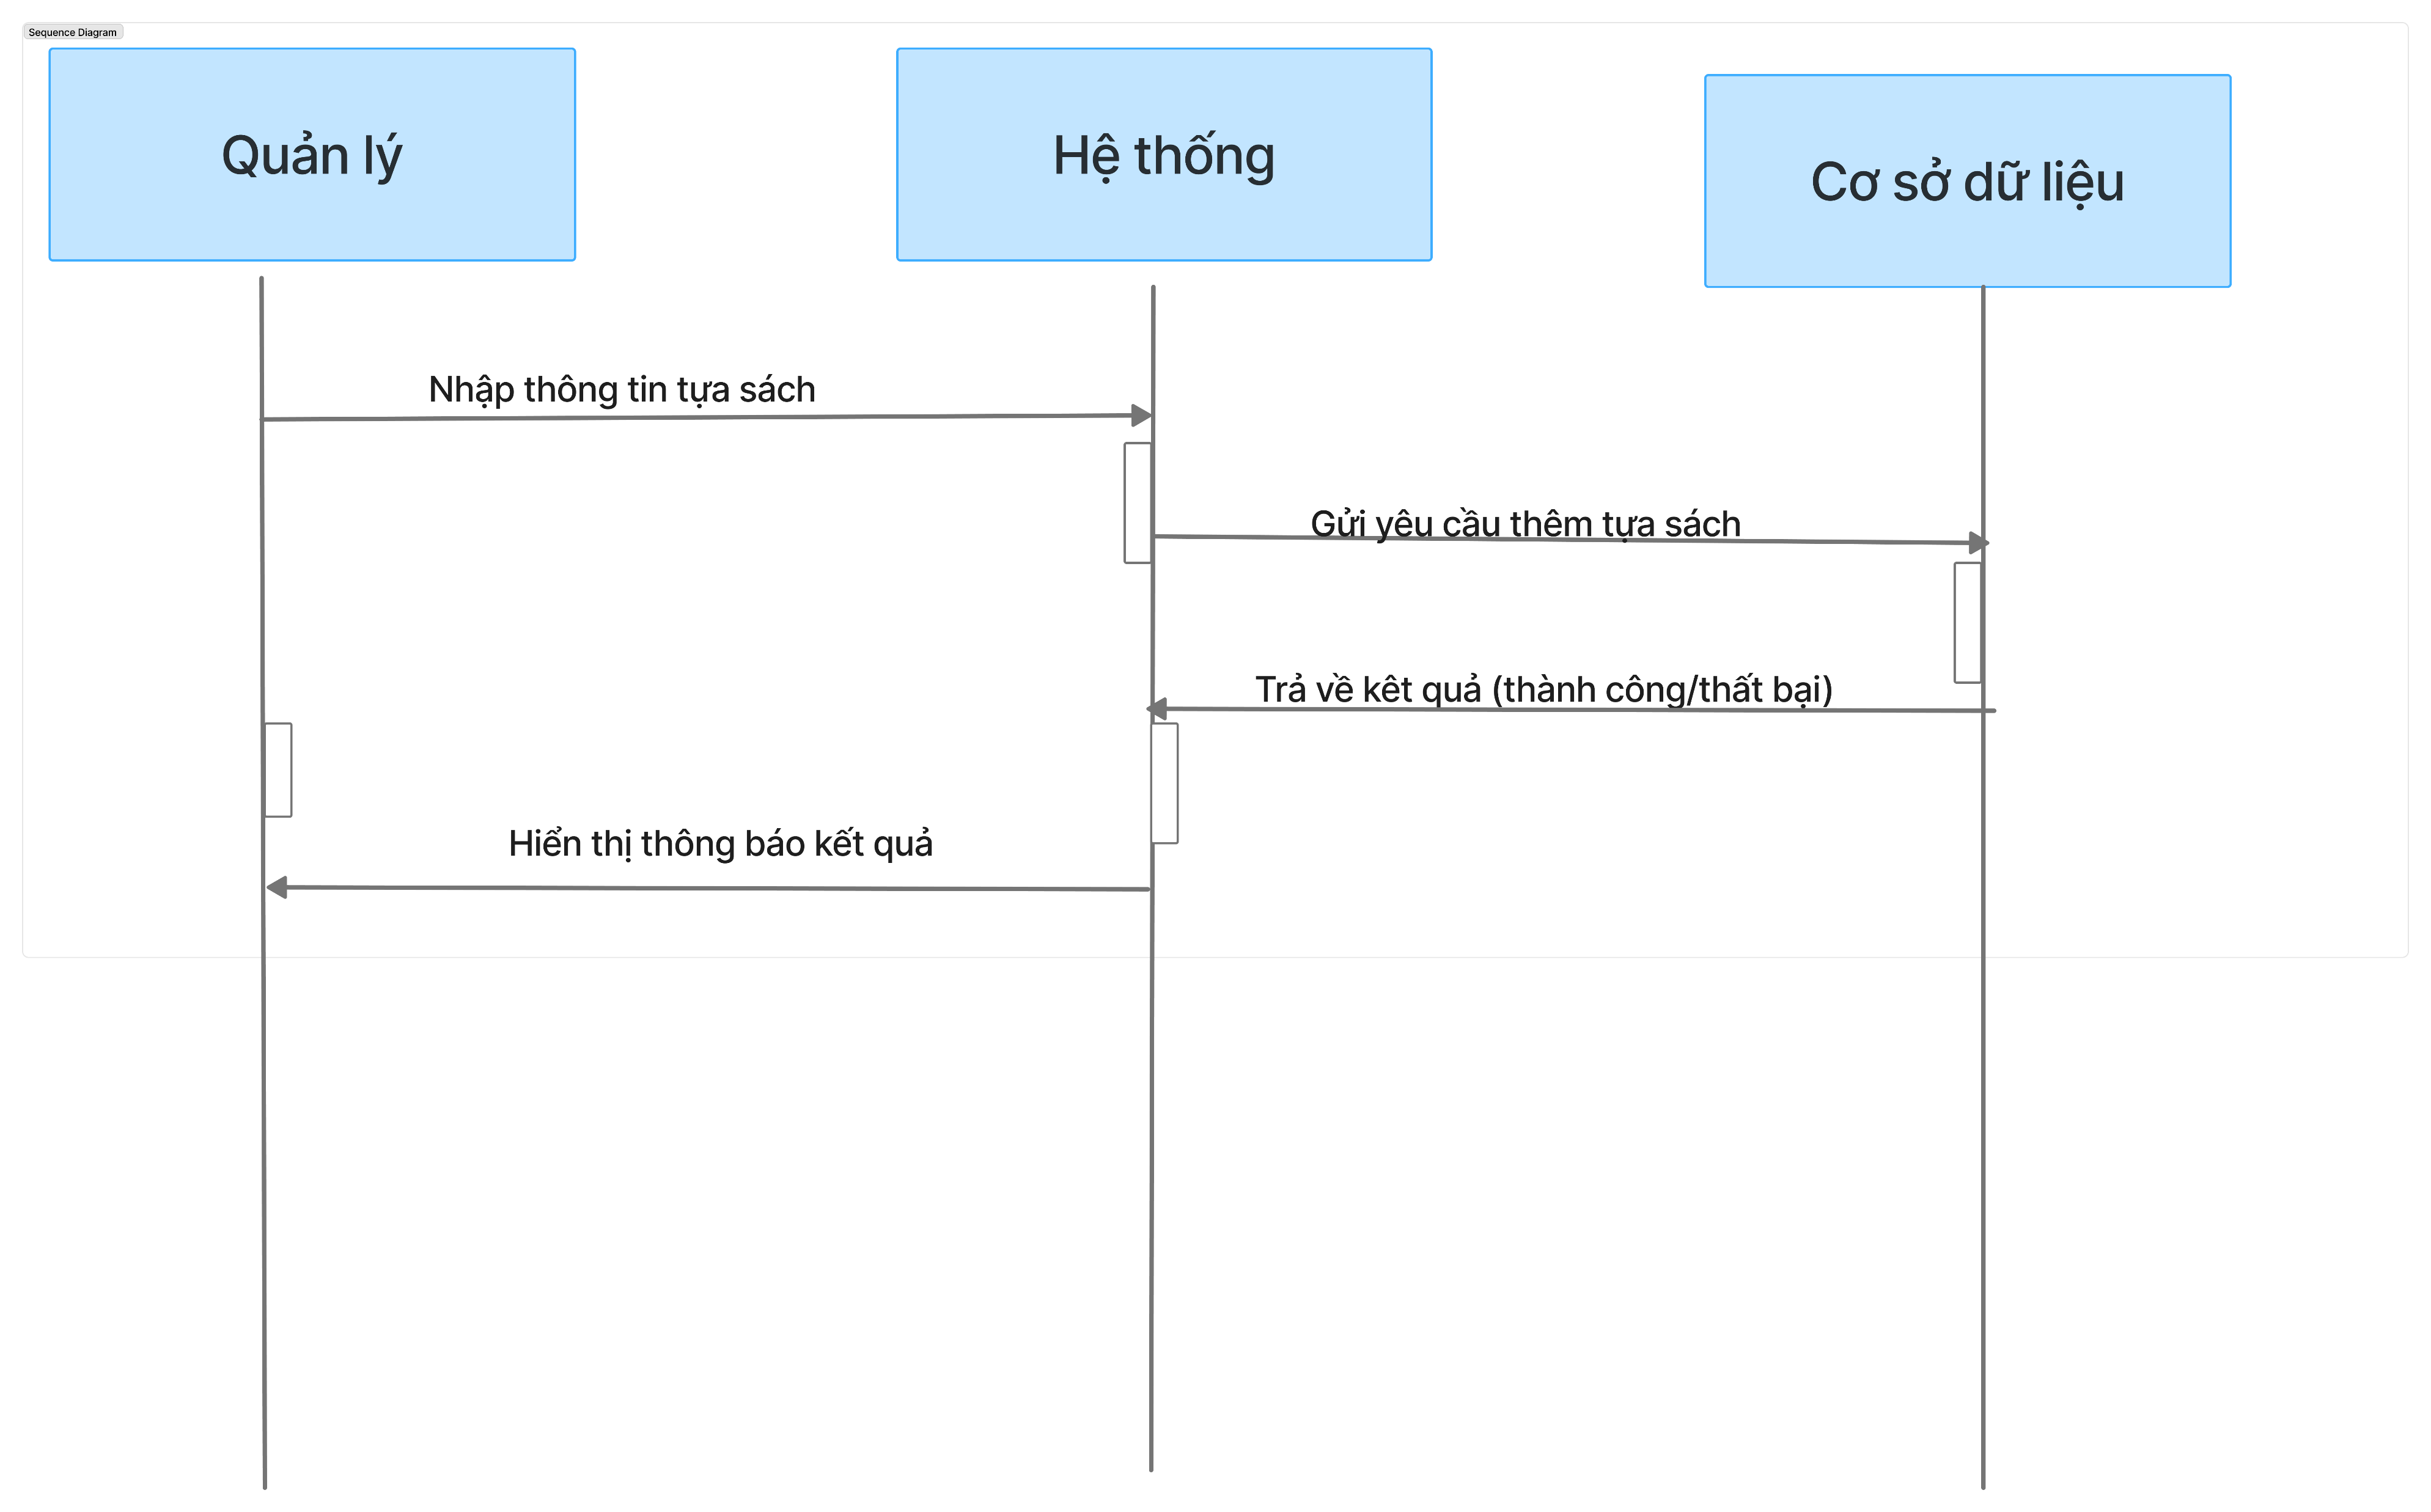 Sequence Diagram
Quản lý
Hệ thống
Cơ sở dữ liệu
Nhập thông tin tựa sách
Gửi yêu cầu thêm tựa sách
Trả về kết quả (thành công/thất bại)
Hiển thị thông báo kết quả